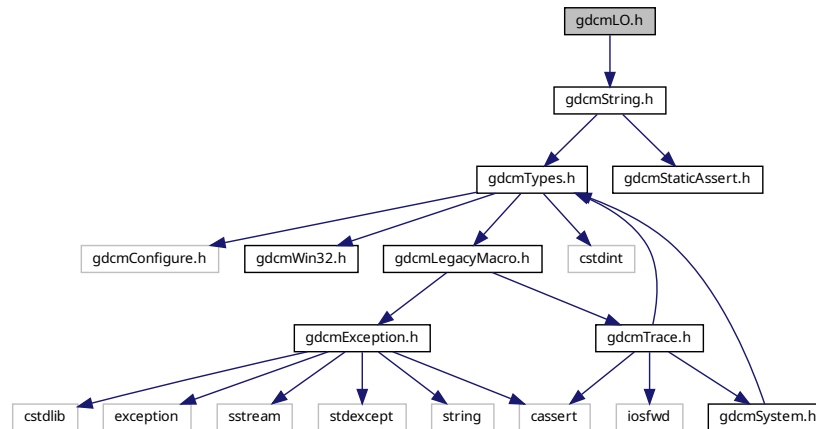 gdcmLO.h
gdcmString.h
gdcmTypes.h
gdcmStaticAssert.h
gdcmConfigure.h
gdcmWin32.h
gdcmLegacyMacro.h
cstdint
gdcmException.h
gdcmTrace.h
cstdlib
exception
sstream
stdexcept
string
cassert
iosfwd
gdcmSystem.h